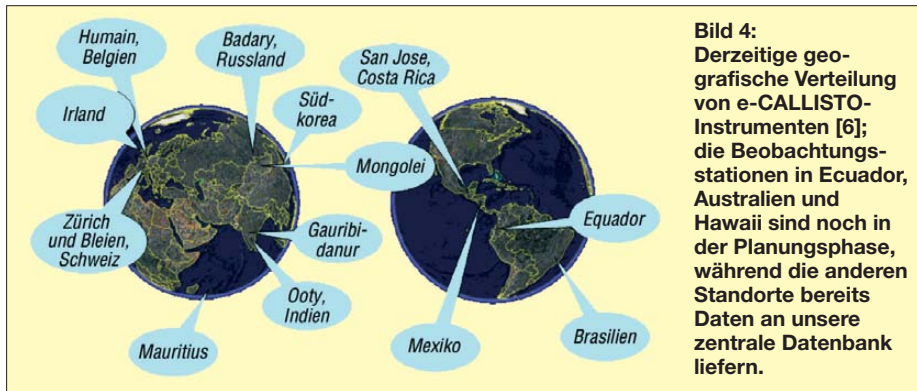 Humain,
Belgien
Badary,
Russland
Irland
Süd-
korea
Mongolei
Zürich
und Bleien,
Schweiz
Gauribi-
danur
Ooty,
Indien
Mauritius
San Jose,
Costa Rica
Equador
Mexiko
Brasilien
Bild 4:
Derzeitige geo-
grafische Verteilung
von e-CALLISTO-
Instrumenten [6];
die Beobachtungs-
stationen in Ecuador,
Australien und
Hawaii sind noch in
der Planungsphase,
während die anderen
Standorte bereits
Daten an unsere
zentrale Datenbank
liefern.